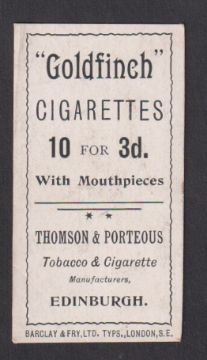 "Goldfinch"
CIGARETTES
10 FOR 3d.
With Mouthpieces
THOMSON & PORTEOUS
Tobacco & Cigarette
Manufacturers,
EDINBURGH.
BARCLAY & FRY, LTD. TYPS., LONDON, S.E.